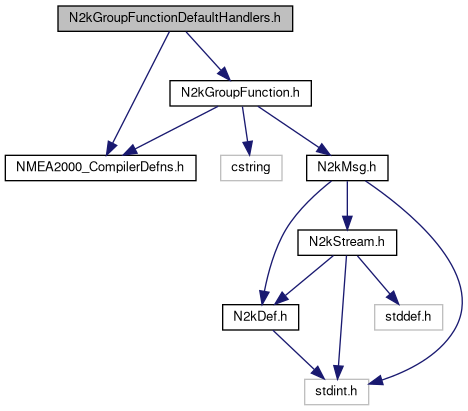 N2kGroupFunctionDefaultHandlers.h
N2kGroupFunction.h
NMEA2000_CompilerDefns.h
cstring
N2kMsg.h
N2kStream.h
N2kDef.h
stddef.h
stdint.h